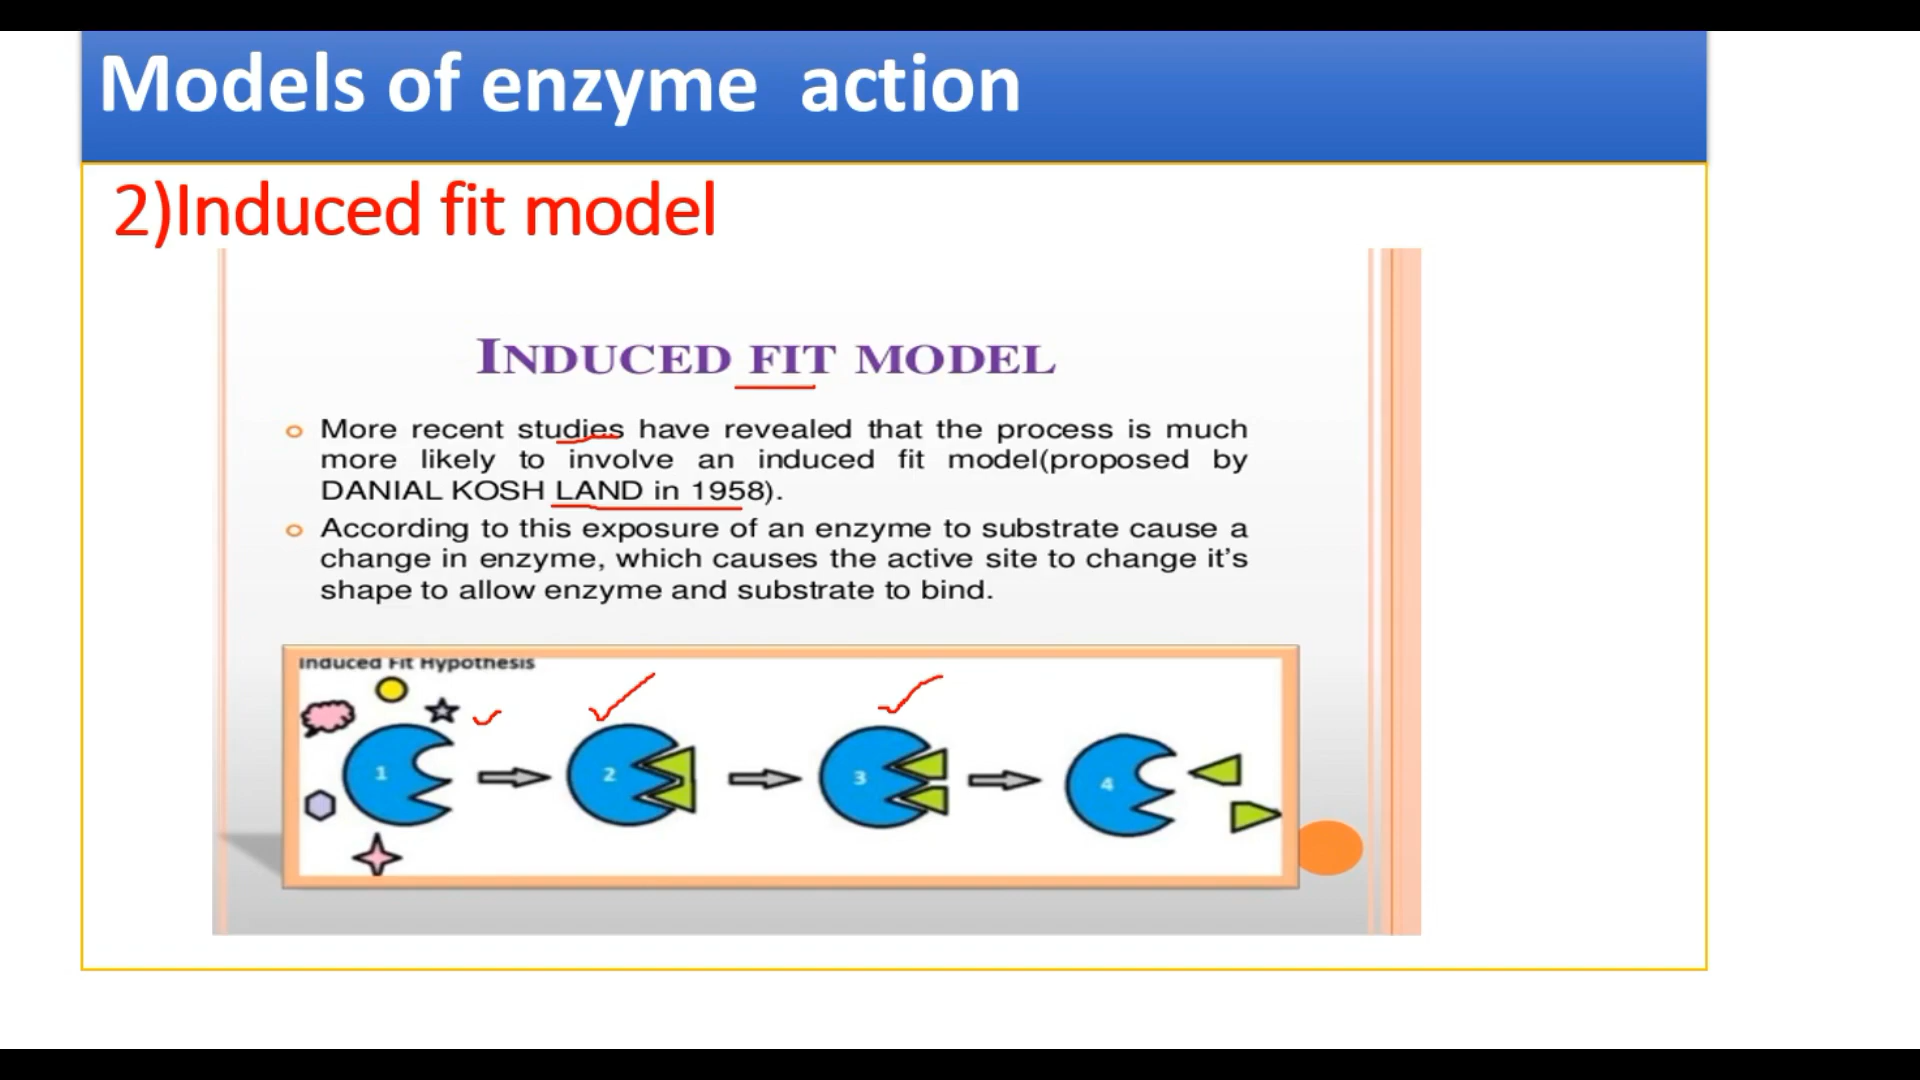 Models of enzyme action
2)Induced fit model
INDUCED FIT MODEL
More recent studies have revealed that the process is much
more likely to involve an induced fit model(proposed by
DANIAL KOSH LAND in 1958).
According to this exposure of an enzyme to substrate cause a
change in enzyme, which causes the active site to change it's
shape to allow enzyme and substrate to bind.
Induced Fit Hypothesis
1 2 3 4